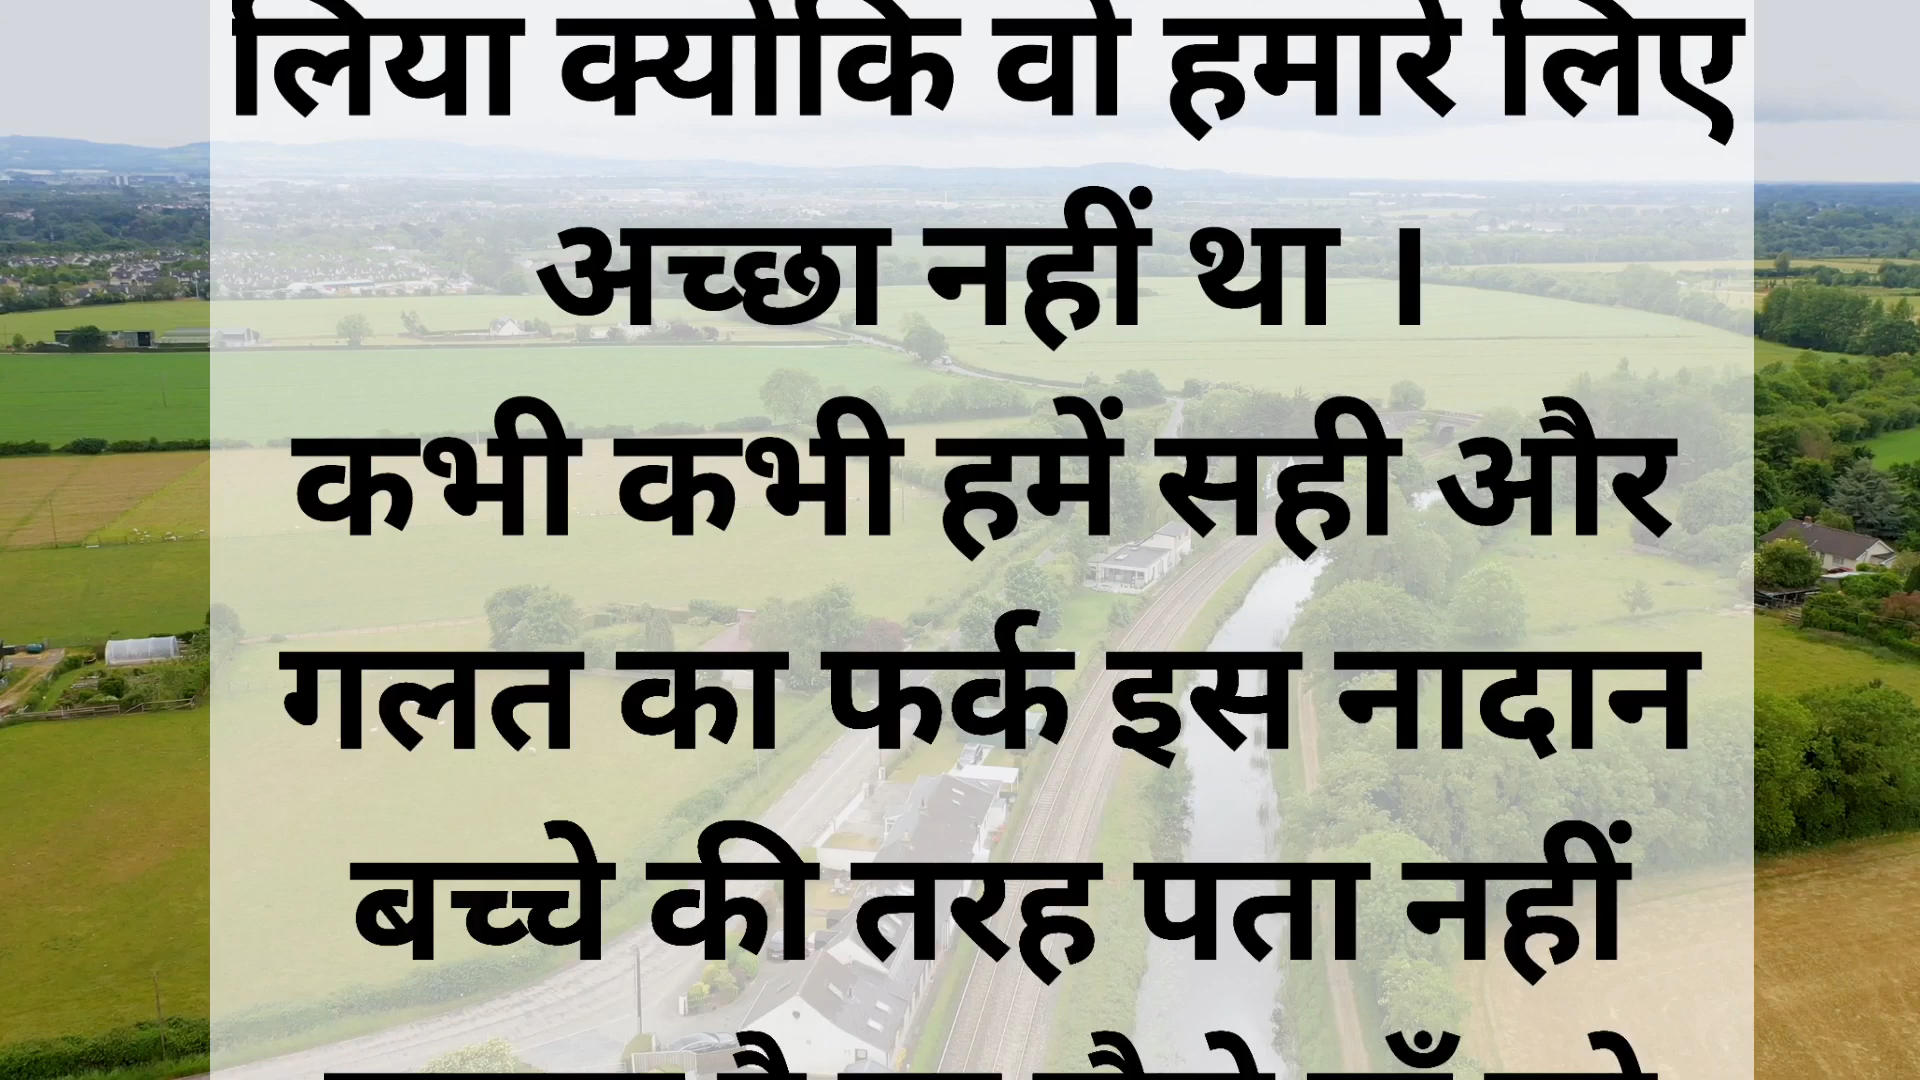 लिया क्योंकि वो हमारे लिए
अच्छा नहीं था ।
कभी कभी हमें सही और
गलत का फर्क इस नादान
बच्चे की तरह पता नहीं